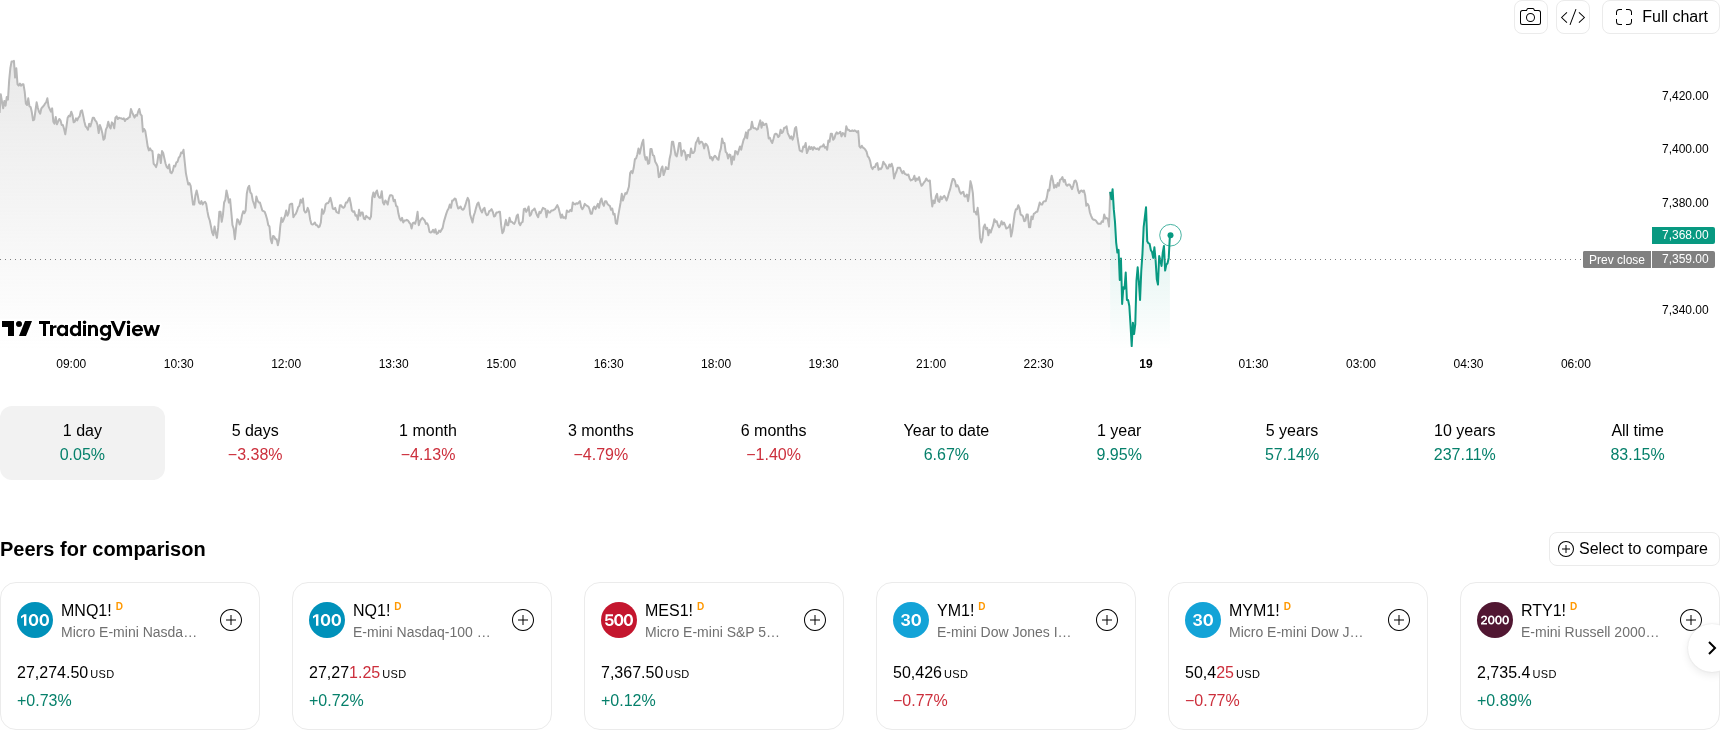 Full chart
7,420.00
7,400.00
7,380.00
7,368.00
Prev close 7,359.00
7,340.00
TradingView
09:00 10:30 12:00 13:30 15:00 16:30 18:00 19:30 21:00 22:30 19 01:30 03:00 04:30 06:00
1 day 5 days 1 month 3 months 6 months Year to date 1 year 5 years 10 years All time
0.05% −3.38% −4.13% −4.79% −1.40% 6.67% 9.95% 57.14% 237.11% 83.15%
Peers for comparison
Select to compare
100 MNQ1! D
Micro E-mini Nasda…
27,274.50 USD
+0.73%
100 NQ1! D
E-mini Nasdaq-100 …
27,271.25 USD
+0.72%
500 MES1! D
Micro E-mini S&P 5…
7,367.50 USD
+0.12%
30 YM1! D
E-mini Dow Jones I…
50,426 USD
−0.77%
30 MYM1! D
Micro E-mini Dow J…
50,425 USD
−0.77%
2000 RTY1! D
E-mini Russell 2000…
2,735.4 USD
+0.89%